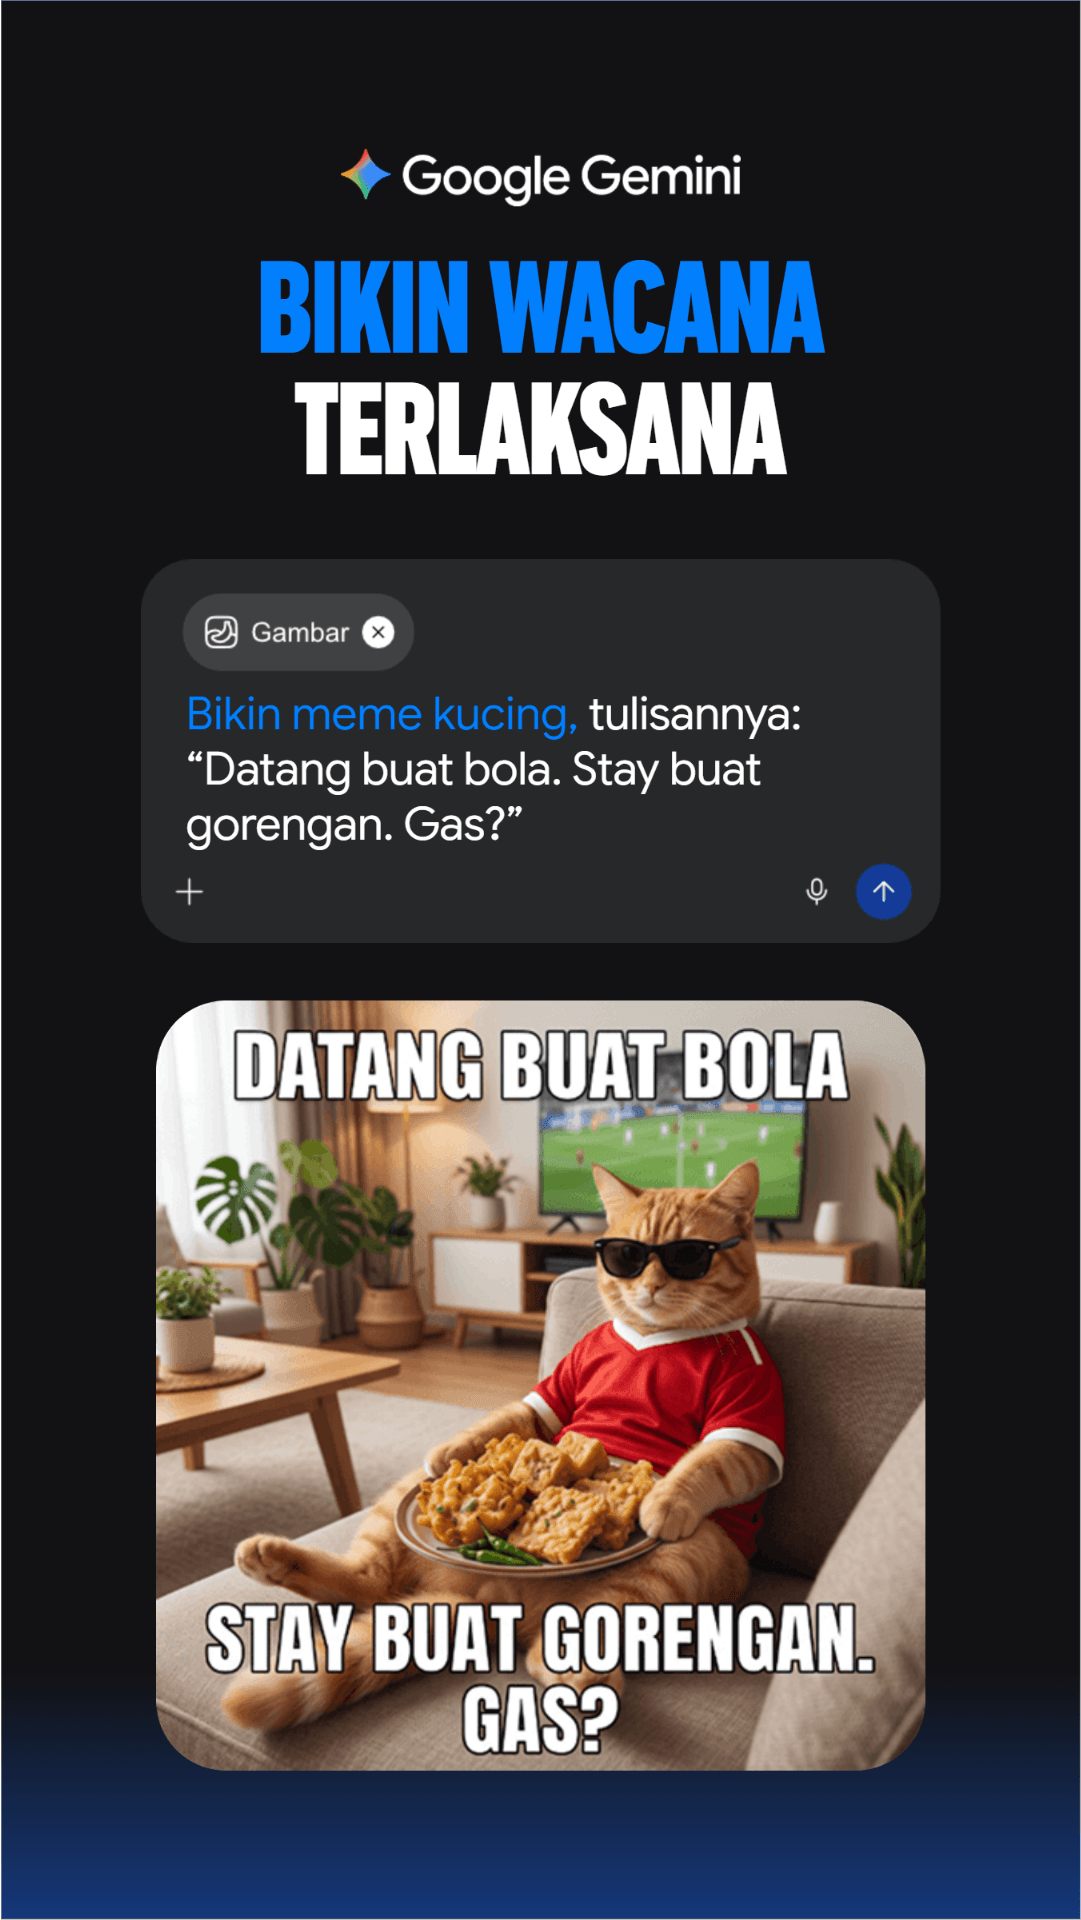 Google Gemini
BIKIN WACANA
TERLAKSANA
Gambar
Bikin meme kucing, tulisannya:
“Datang buat bola. Stay buat
gorengan. Gas?”
DATANG BUAT BOLA
STAY BUAT GORENGAN.
GAS?